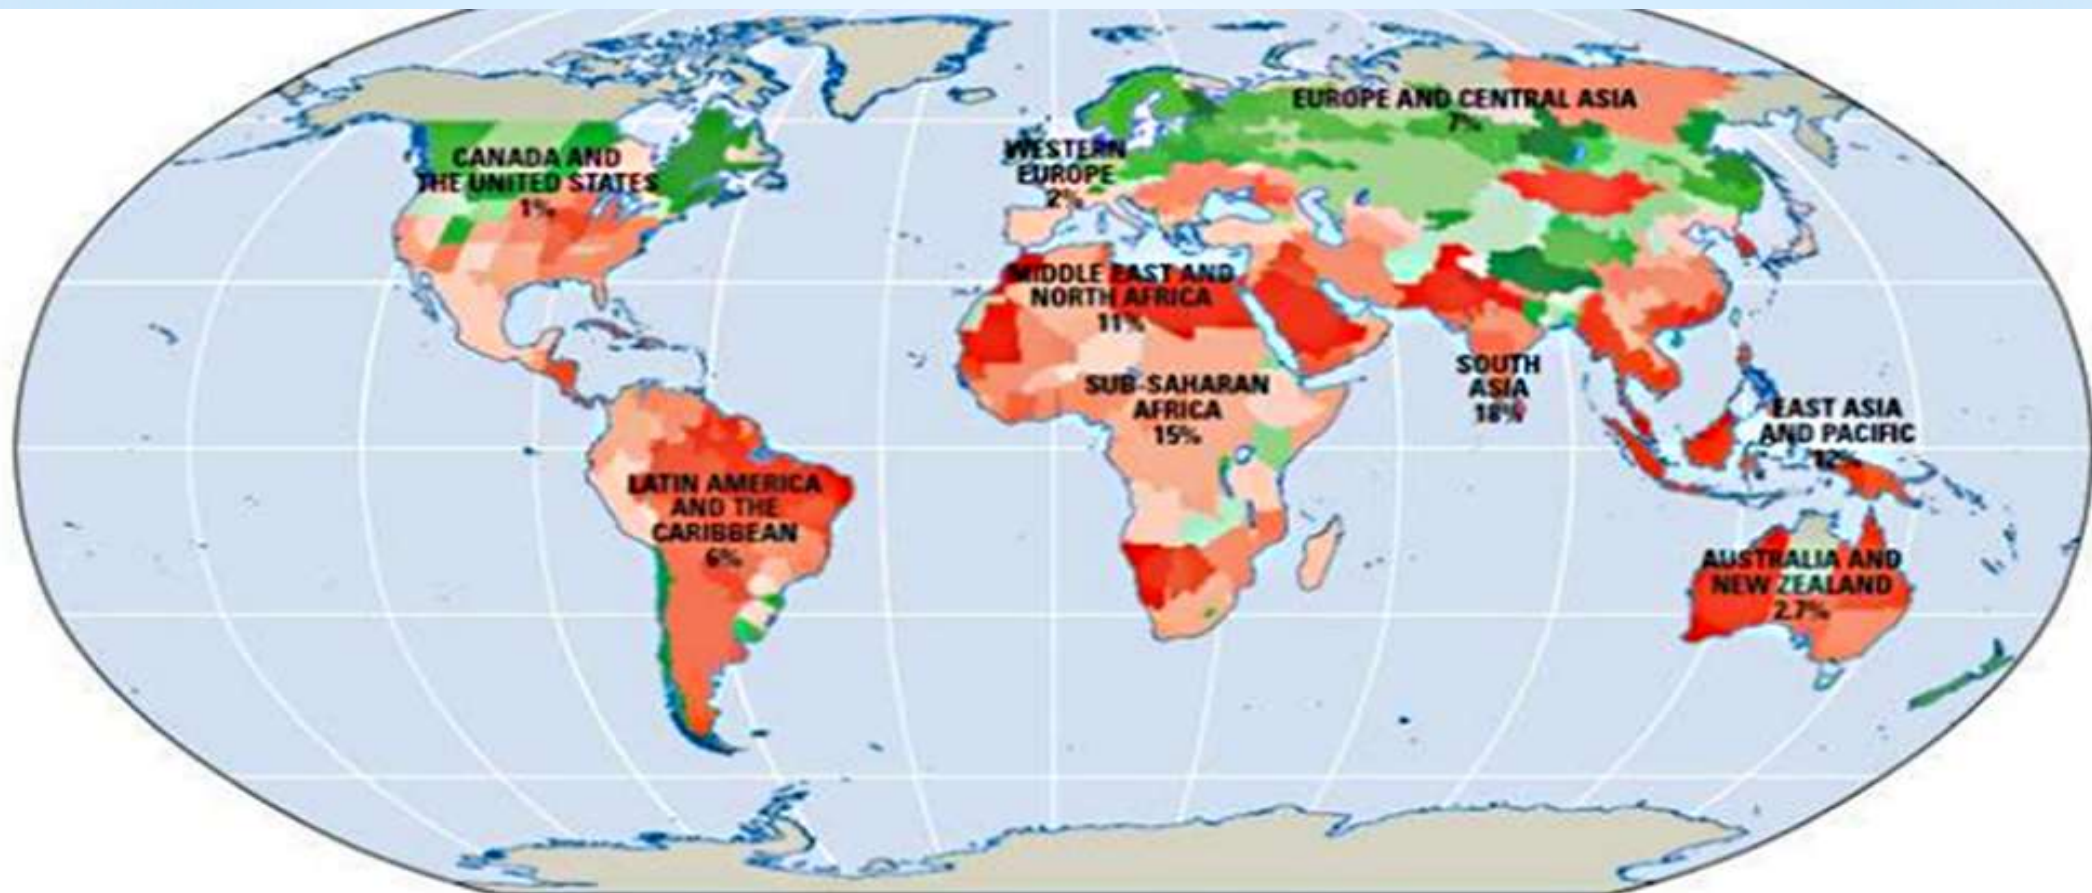 EUROPE AND CENTRAL ASIA
7%
CANADA AND
THE UNITED STATES
1%
WESTERN
EUROPE
2%
MIDDLE EAST AND
NORTH AFRICA
11%
SUB-SAHARAN
AFRICA
15%
SOUTH
ASIA
18%
EAST ASIA
AND PACIFIC
12%
LATIN AMERICA
AND THE
CARIBBEAN
6%
AUSTRALIA AND
NEW ZEALAND
2.7%